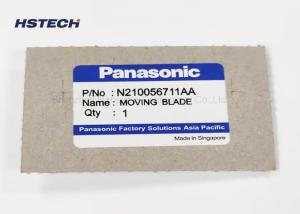 HSTECH
Panasonic
P/No : N210056711AA
Name : MOVING BLADE
Qty : 1
Panasonic Factory Solutions Asia Pacific
Made in Singapore